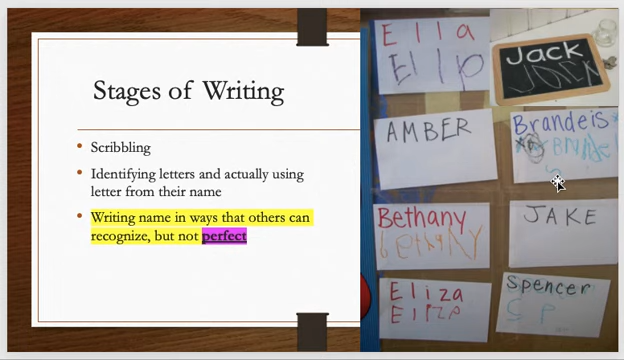 Stages of Writing
Scribbling
Identifying letters and actually using
letter from their name
Writing name in ways that others can
recognize, but not perfect
Ella
Jack
AMBER
Brandeis
Bethany
BethANY
JAKE
Eliza
Spencer
S P